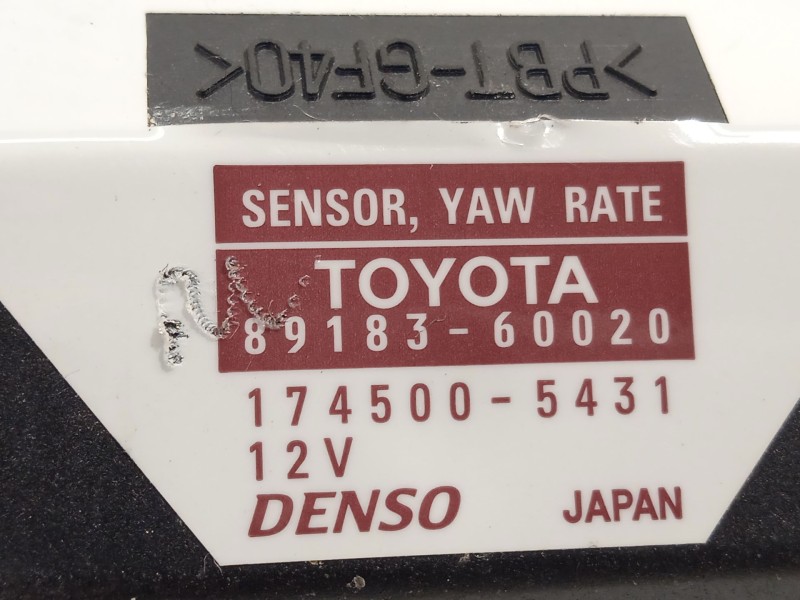 >PBT-GF40<
SENSOR, YAW RATE
TOYOTA
89183-60020
174500-5431
12V
DENSO JAPAN